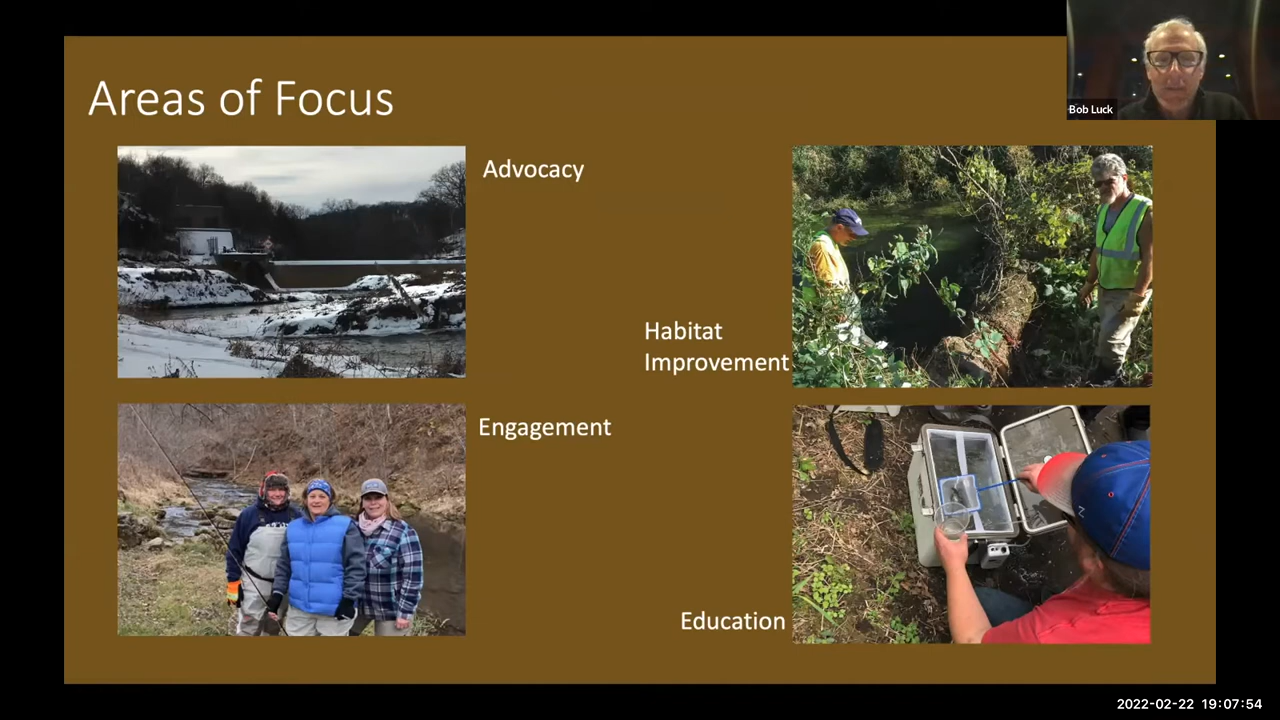 Areas of Focus
Bob Luck
Advocacy
Habitat
Improvement
Engagement
Education
2022-02-22 19:07:54